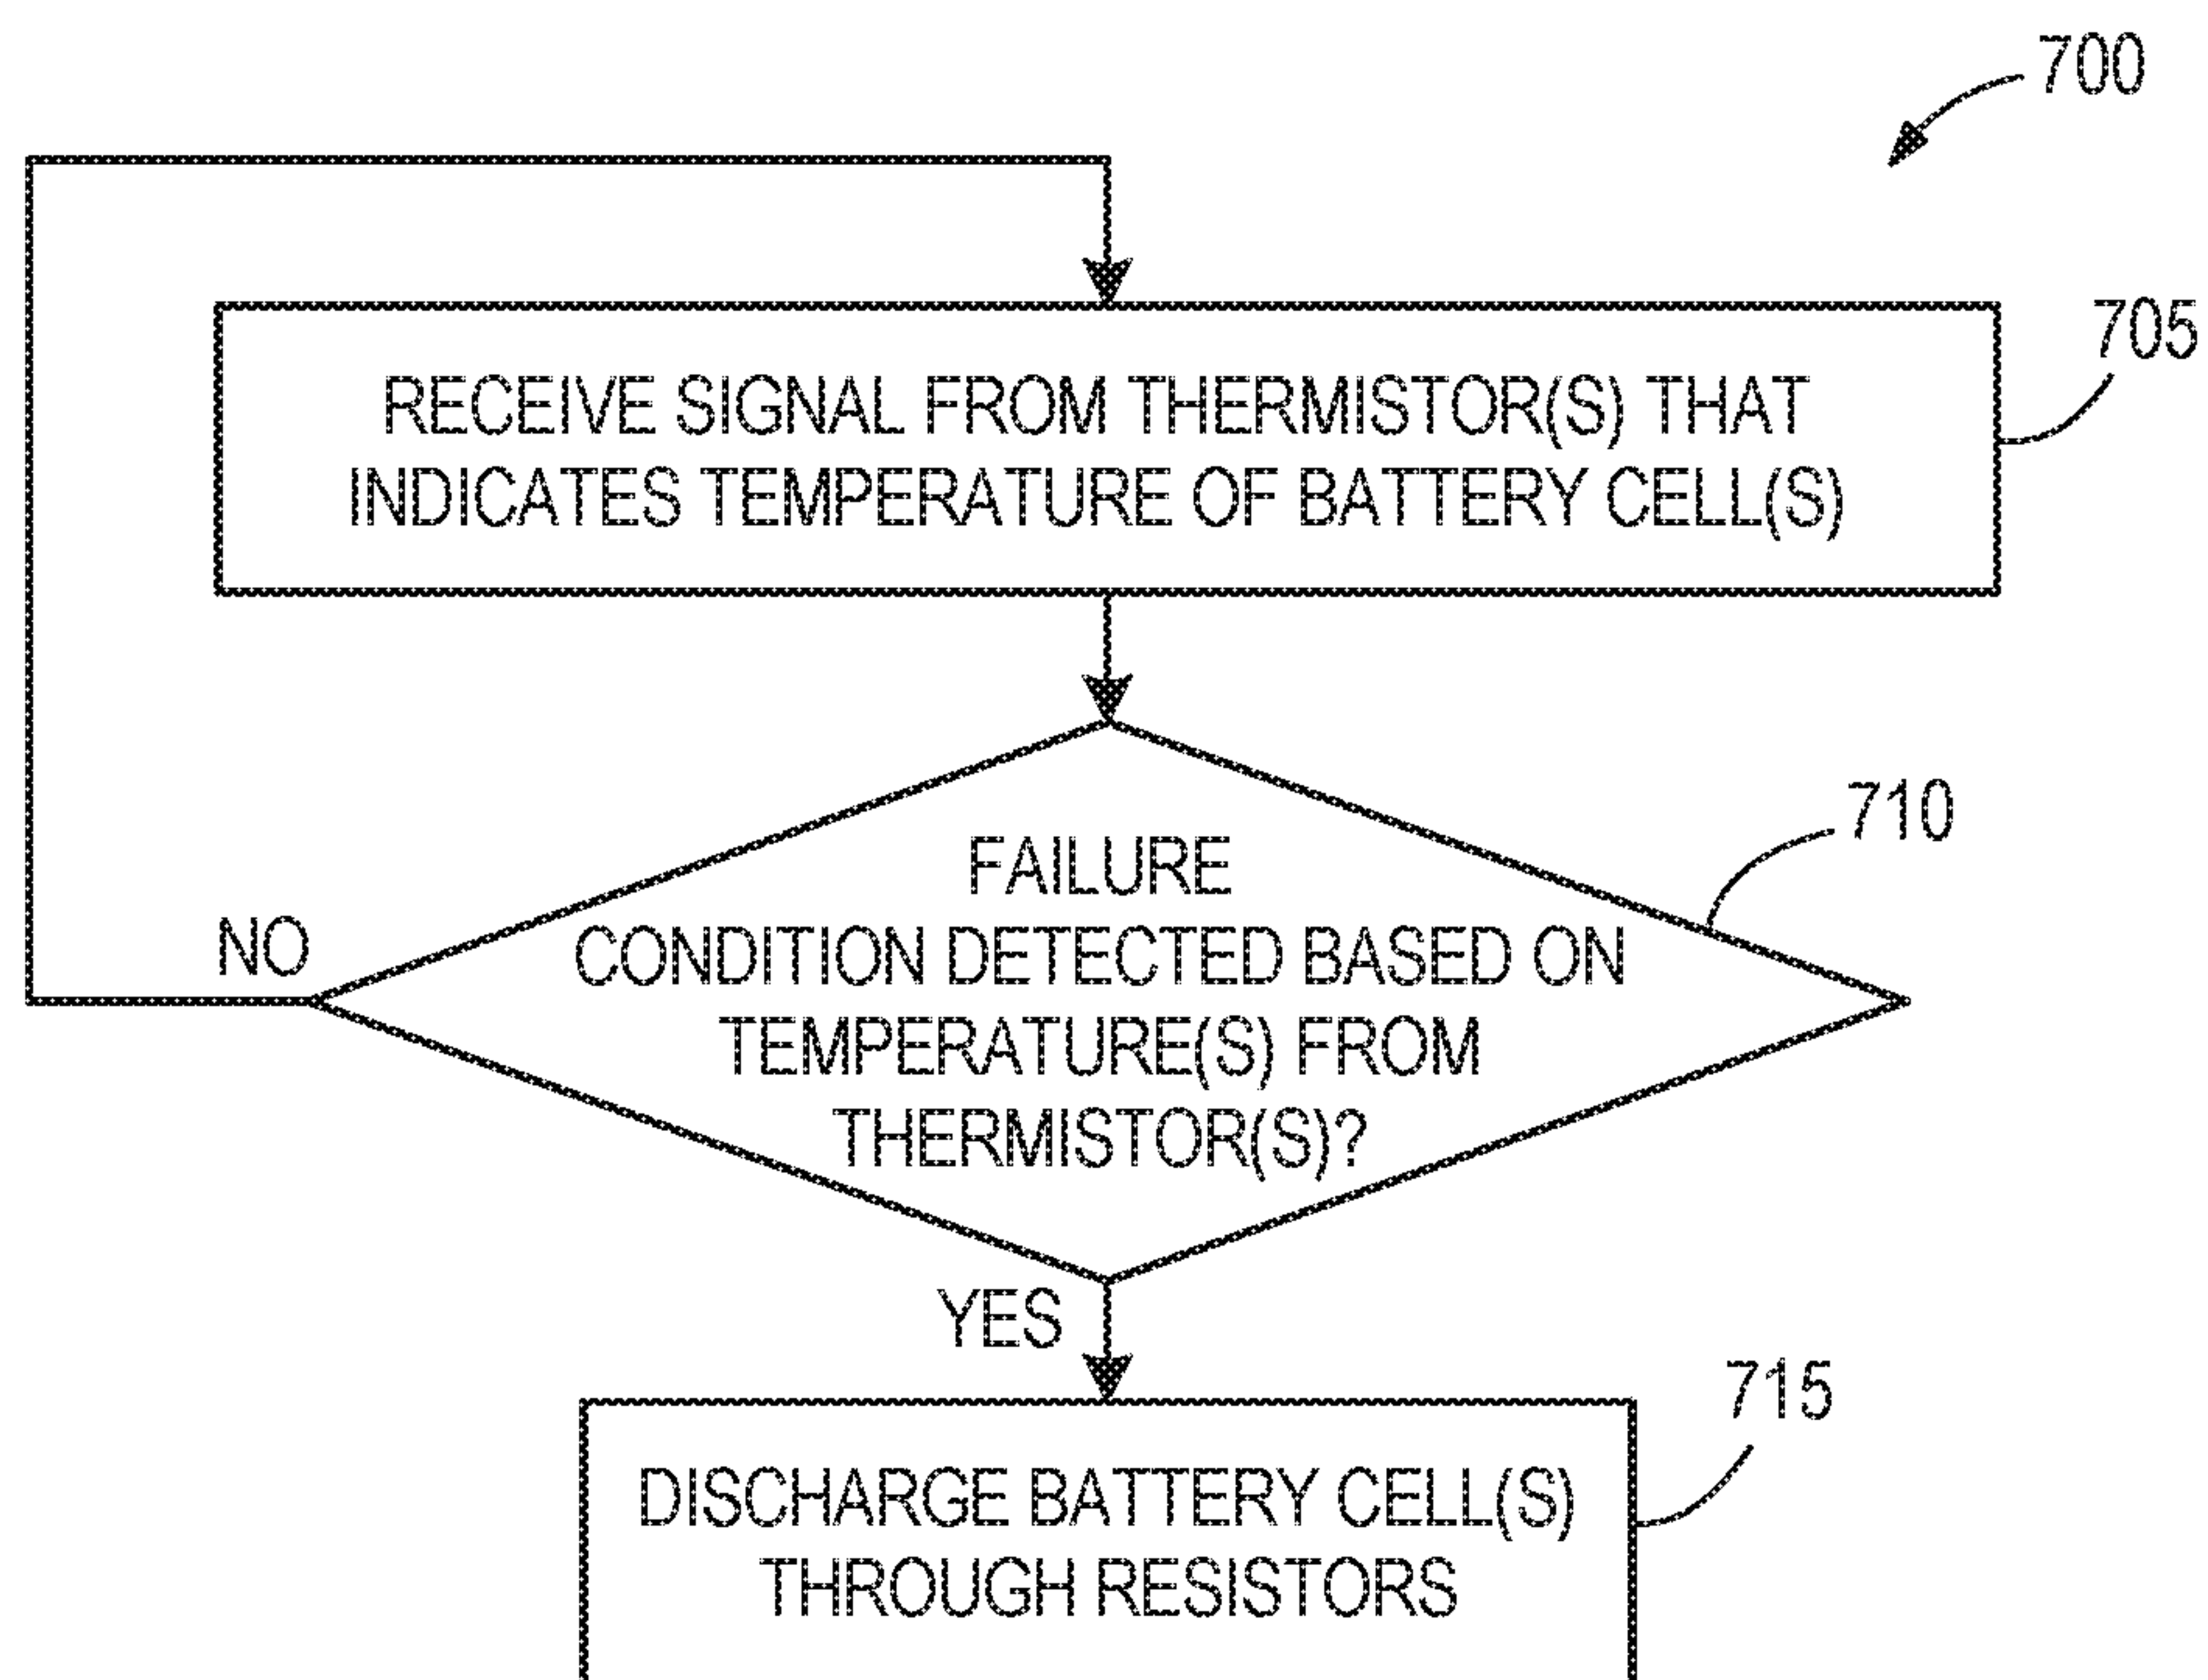 700
705
RECEIVE SIGNAL FROM THERMISTOR(S) THAT
INDICATES TEMPERATURE OF BATTERY CELL(S)
710
FAILURE
NO
CONDITION DETECTED BASED ON
TEMPERATURE(S) FROM
THERMISTOR(S)?
YES
715
DISCHARGE BATTERY CELL(S)
THROUGH RESISTORS